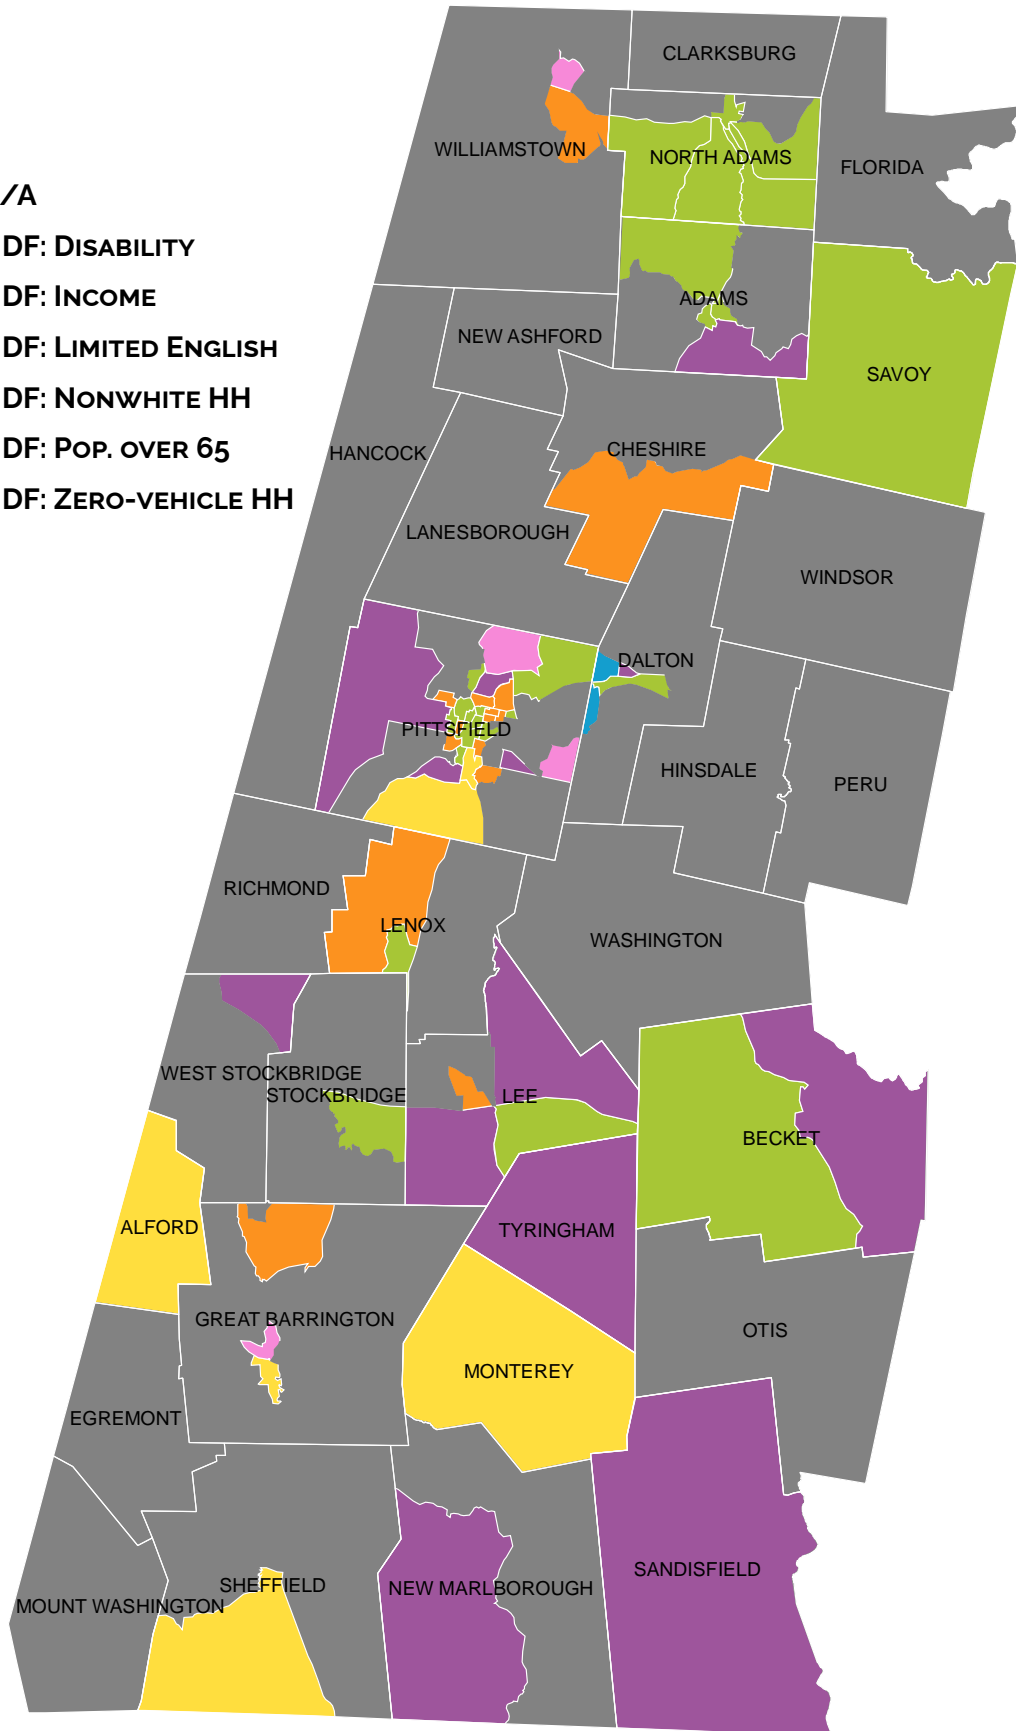 /A
DF: Disability
DF: Income
DF: Limited English
DF: Nonwhite HH
DF: Pop. over 65
DF: Zero-vehicle HH
CLARKSBURG
WILLIAMSTOWN
NORTH ADAMS
FLORIDA
ADAMS
NEW ASHFORD
SAVOY
HANCOCK
CHESHIRE
LANESBOROUGH
WINDSOR
DALTON
PITTSFIELD
HINSDALE
PERU
RICHMOND
LENOX
WASHINGTON
WEST STOCKBRIDGE
STOCKBRIDGE
LEE
BECKET
ALFORD
TYRINGHAM
GREAT BARRINGTON
OTIS
MONTEREY
EGREMONT
SANDISFIELD
SHEFFIELD
NEW MARLBOROUGH
MOUNT WASHINGTON